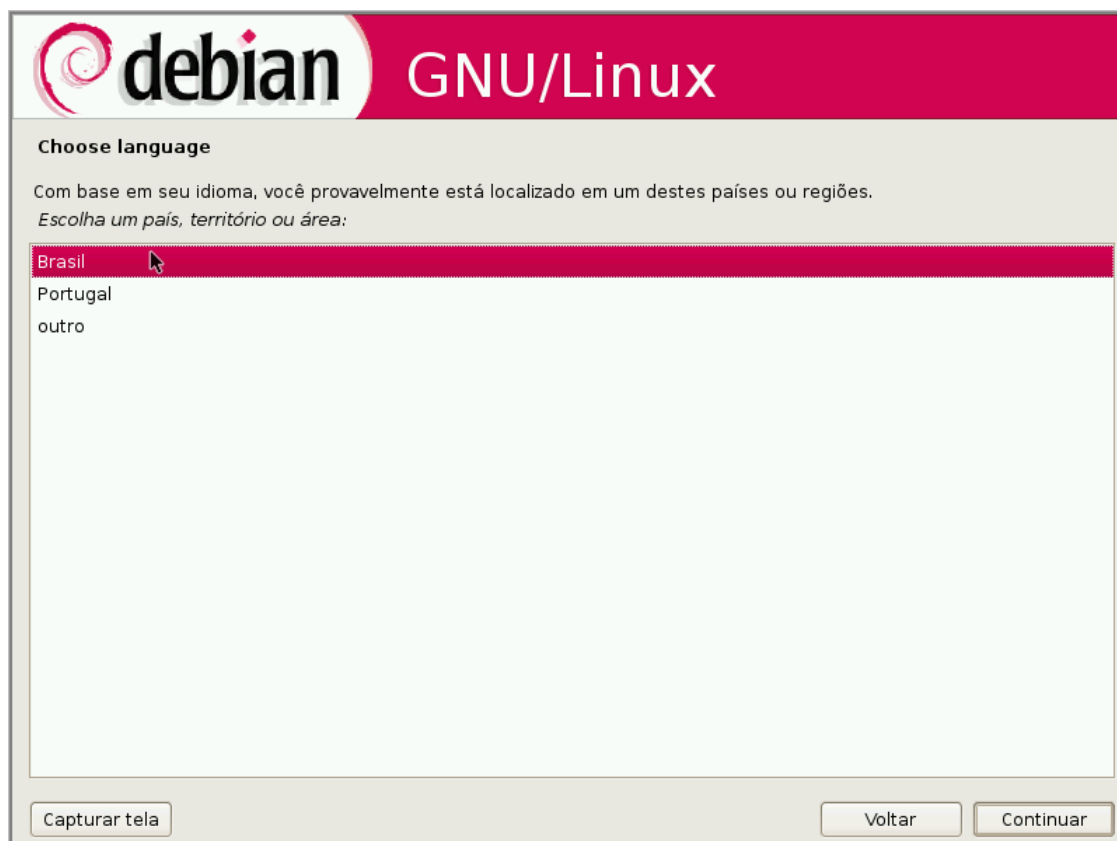 debian GNU/Linux
Choose language
Com base em seu idioma, você provavelmente está localizado em um destes países ou regiões.
Escolha um país, território ou área:
Brasil
Portugal
outro
Capturar tela Voltar Continuar